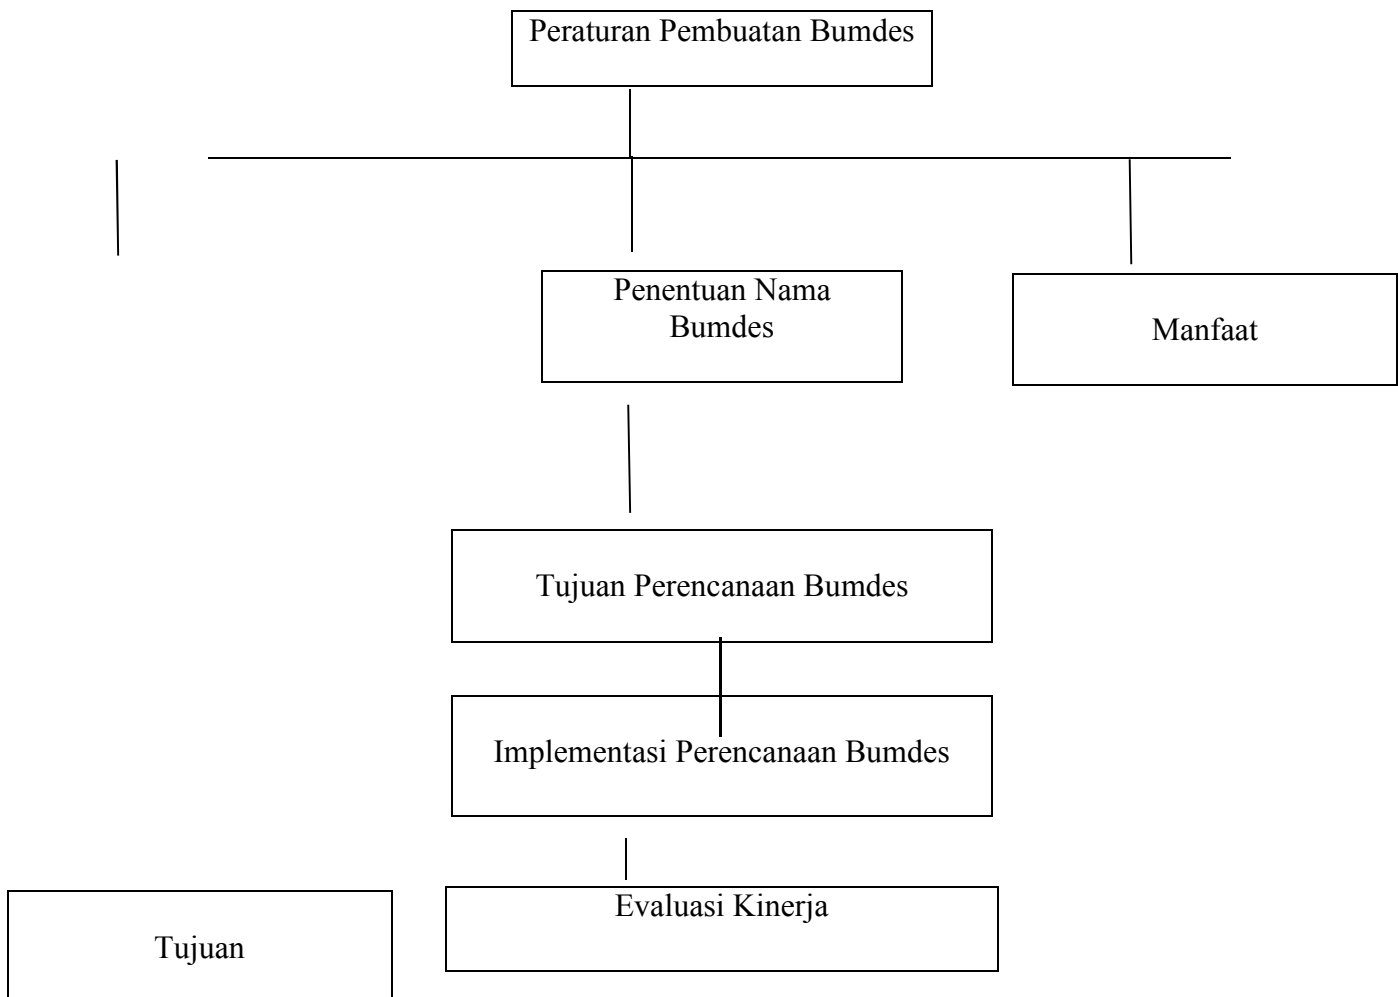 Peraturan Pembuatan Bumdes
Penentuan Nama
Bumdes
Manfaat
Tujuan Perencanaan Bumdes
Implementasi Perencanaan Bumdes
Evaluasi Kinerja
Tujuan